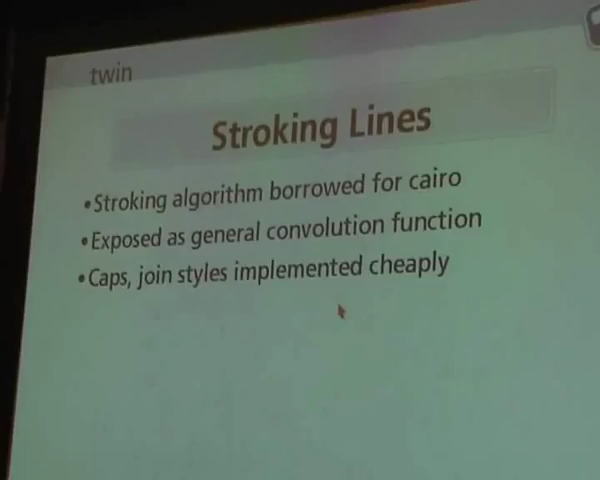 twin
Stroking Lines
•Stroking algorithm borrowed for cairo
•Exposed as general convolution function
•Caps, join styles implemented cheaply